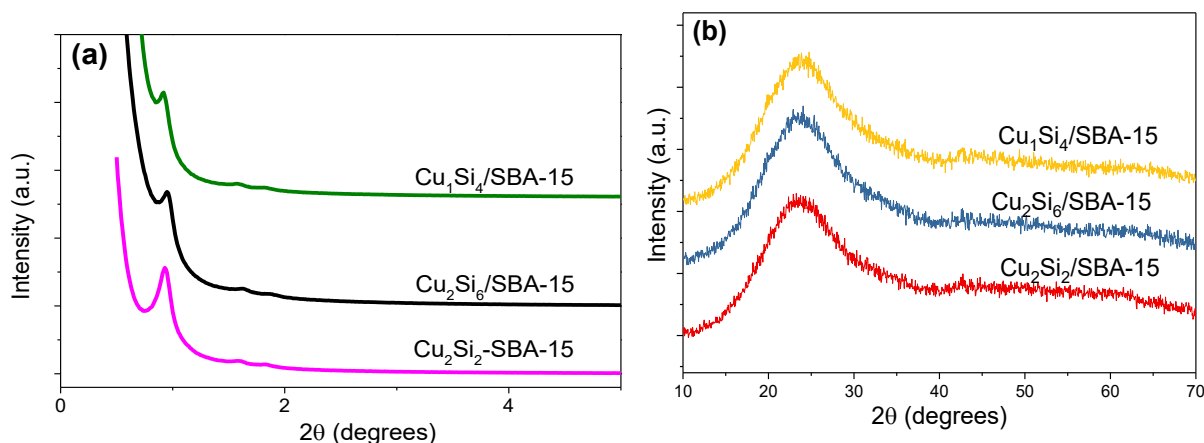 (a)
Intensity (a.u.)
Cu₁Si₄/SBA-15
Cu₂Si₆/SBA-15
Cu₂Si₂-SBA-15
0 2 4
2θ (degrees)
(b)
Intensity (a.u.)
Cu₁Si₄/SBA-15
Cu₂Si₆/SBA-15
Cu₂Si₂/SBA-15
10 20 30 40 50 60 70
2θ (degrees)